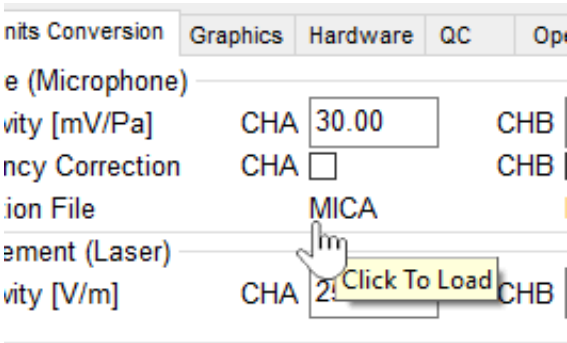 nits Conversion Graphics Hardware QC Ope
e (Microphone)
vity [mV/Pa] CHA 30.00 CHB
ncy Correction CHA CHB
tion File MICA
ement (Laser)
vity [V/m] CHA 2 Click To Load CHB